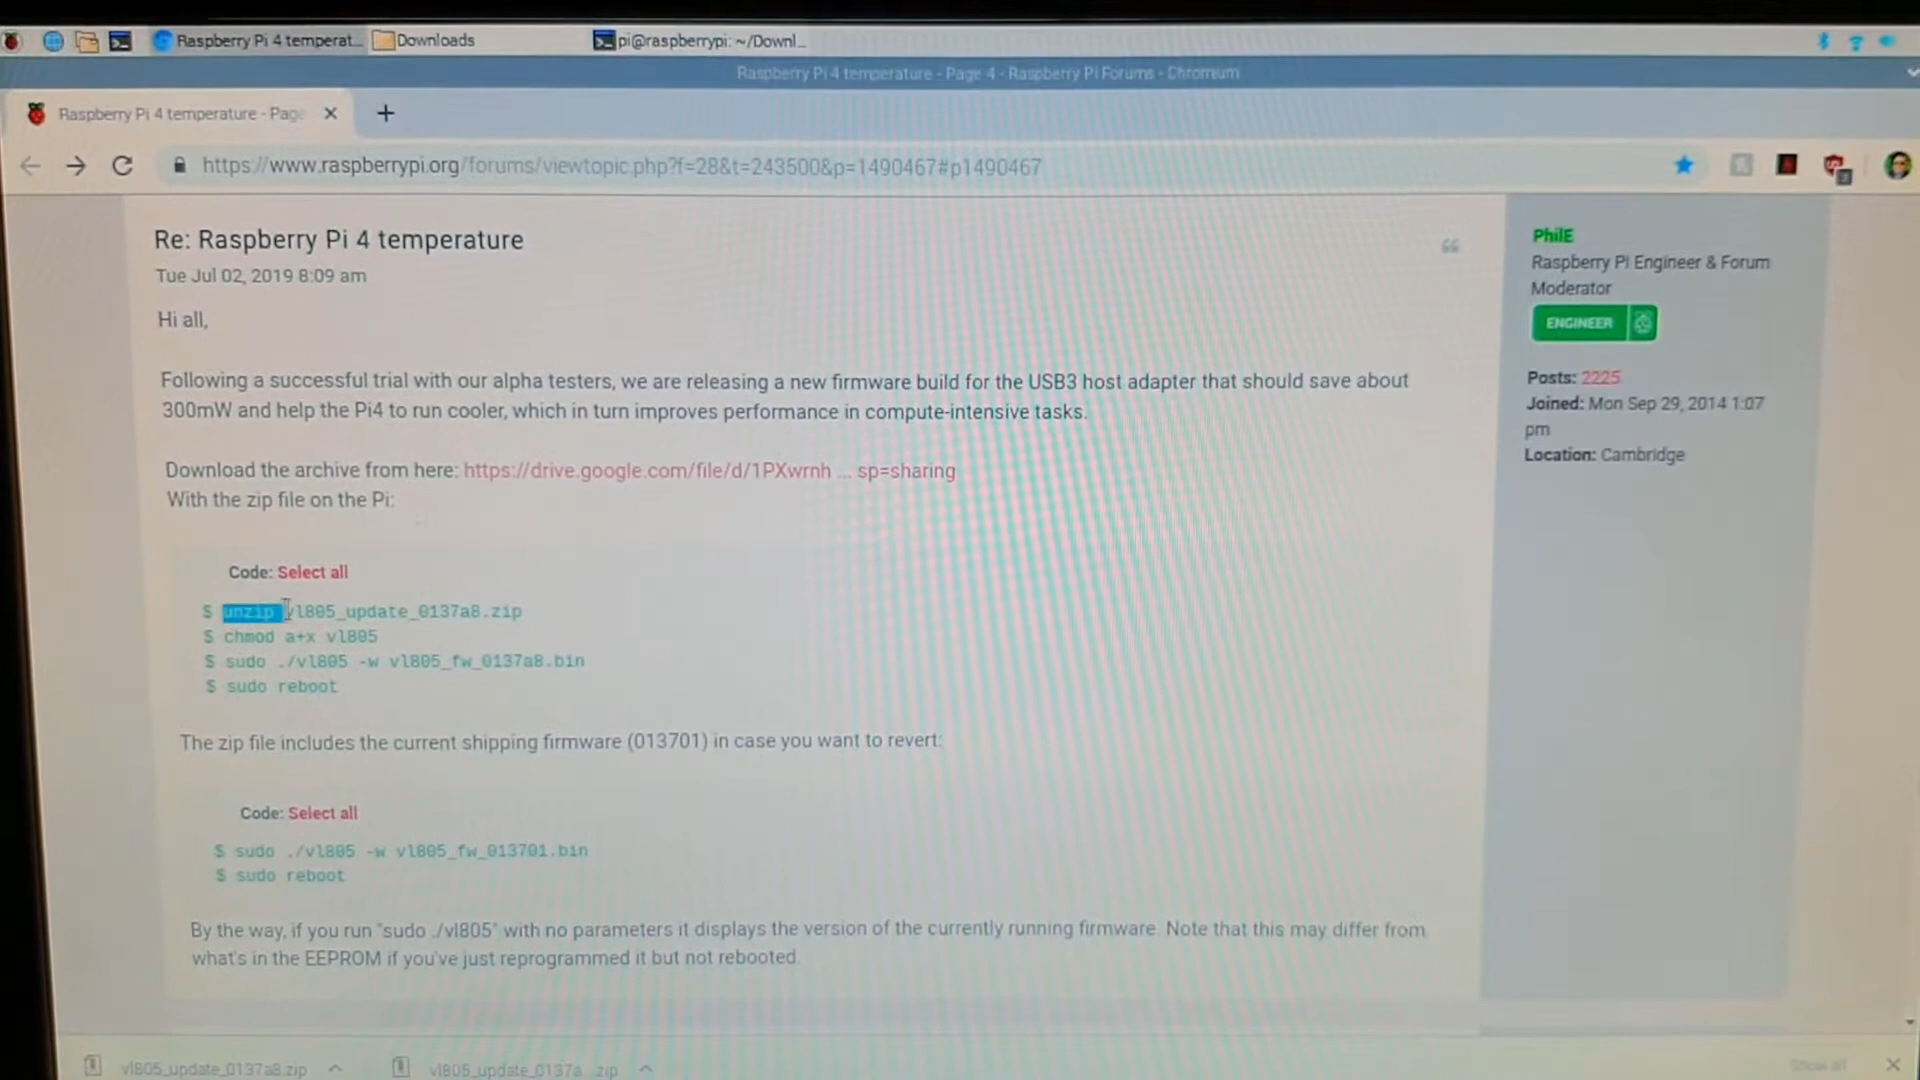 Raspberry Pi 4 temperat...
Downloads
pi@raspberrypi: ~/Downl...
Raspberry Pi 4 temperature - Page 4 - Raspberry Pi Forums - Chromium
Raspberry Pi 4 temperature - Page
https://www.raspberrypi.org/forums/viewtopic.php?f=28&t=243500&p=1490467#p1490467
Re: Raspberry Pi 4 temperature
Tue Jul 02, 2019 8:09 am
Hi all,
Following a successful trial with our alpha testers, we are releasing a new firmware build for the USB3 host adapter that should save about
300mW and help the Pi4 to run cooler, which in turn improves performance in compute-intensive tasks.
Download the archive from here: https://drive.google.com/file/d/1PXwrnh ... sp=sharing
With the zip file on the Pi:
Code: Select all
$ unzip vl805_update_0137a8.zip
$ chmod a+x vl805
$ sudo ./vl805 -w vl805_fw_0137a8.bin
$ sudo reboot
The zip file includes the current shipping firmware (013701) in case you want to revert:
Code: Select all
$ sudo ./vl805 -w vl805_fw_013701.bin
$ sudo reboot
By the way, if you run "sudo ./vl805" with no parameters it displays the version of the currently running firmware. Note that this may differ from
what's in the EEPROM if you've just reprogrammed it but not rebooted.
PhilE
Raspberry Pi Engineer & Forum
Moderator
ENGINEER
Posts: 2225
Joined: Mon Sep 29, 2014 1:07
pm
Location: Cambridge
vl805_update_0137a8.zip
vl805_update_0137a .zip
Show all